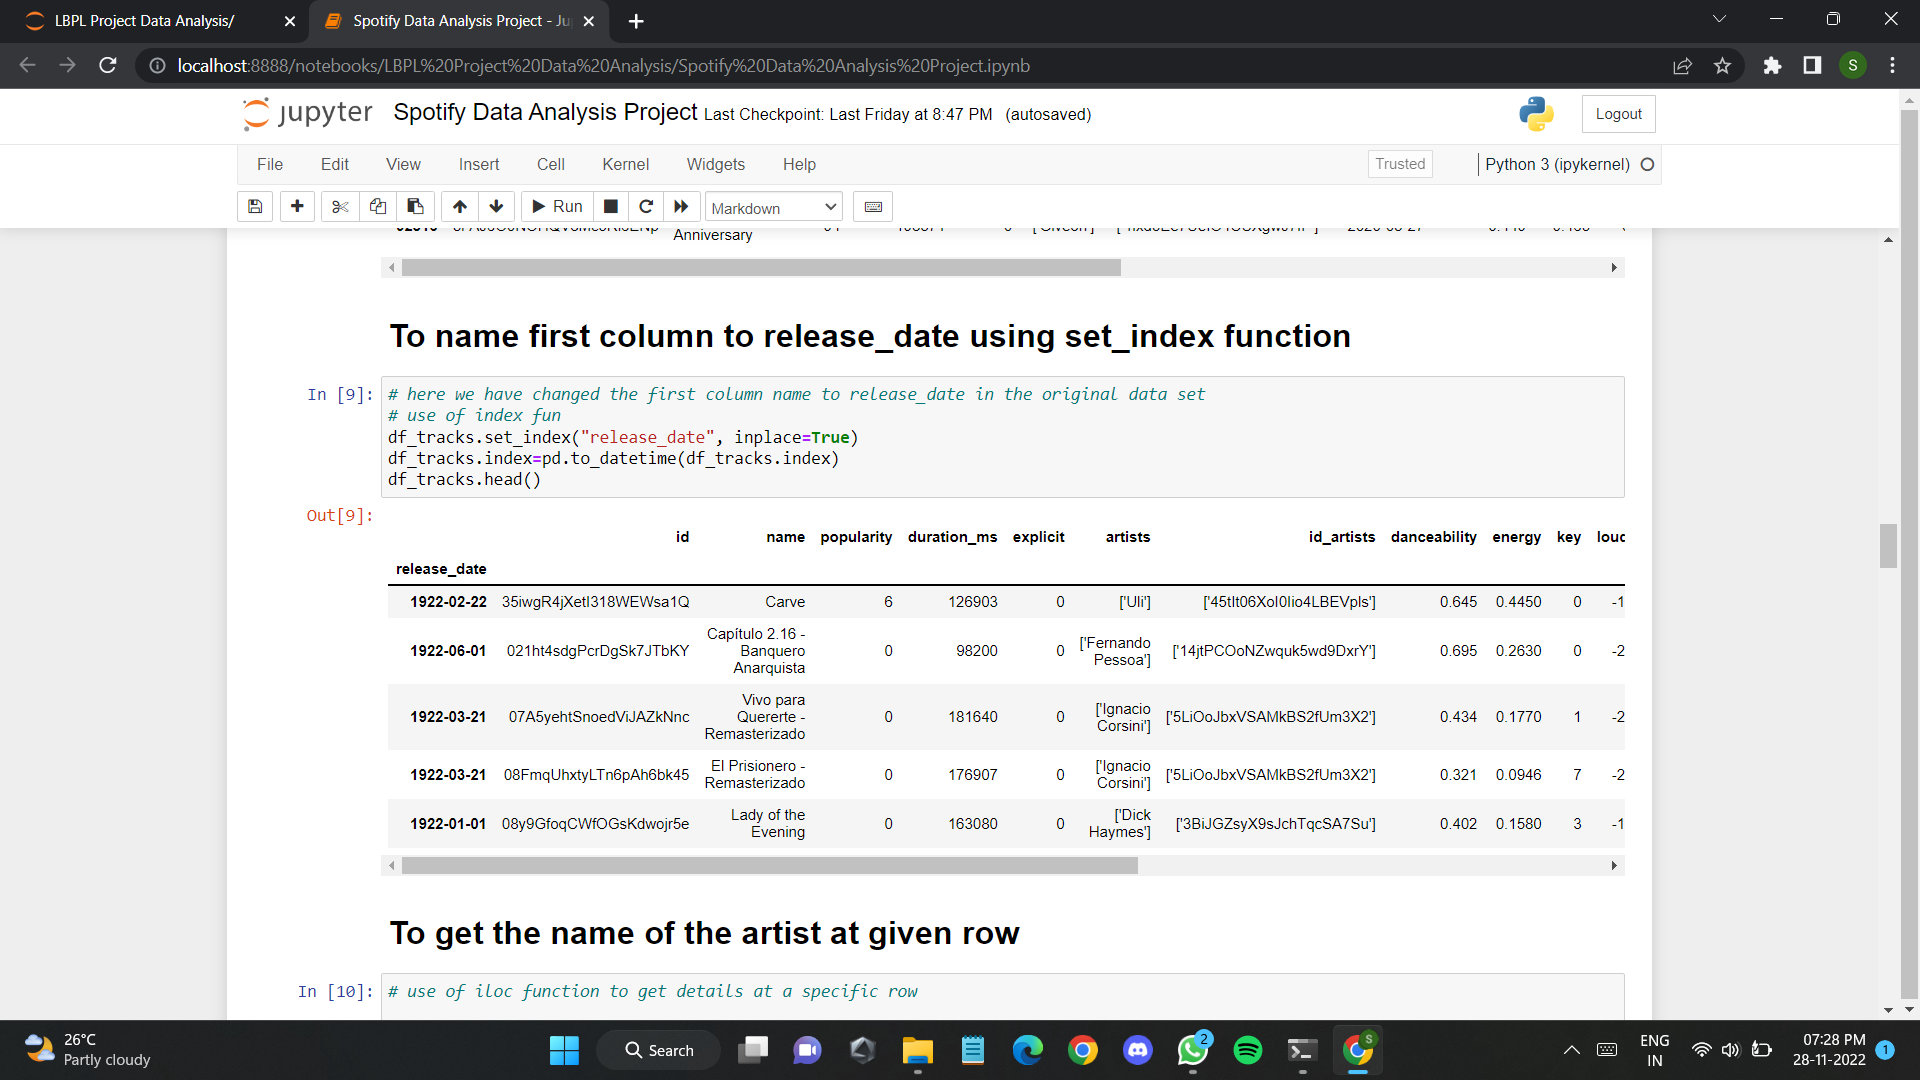 LBPL Project Data Analysis/
Spotify Data Analysis Project - Ju
localhost:8888/notebooks/LBPL%20Project%20Data%20Analysis/Spotify%20Data%20Analysis%20Project.ipynb
S
jupyter Spotify Data Analysis Project Last Checkpoint: Last Friday at 8:47 PM (autosaved)
Logout
File Edit View Insert Cell Kernel Widgets Help
Trusted
Python 3 (ipykernel)
Run
Markdown
Anniversary
To name first column to release_date using set_index function
In [9]: # here we have changed the first column name to release_date in the original data set
# use of index fun
df_tracks.set_index("release_date", inplace=True)
df_tracks.index=pd.to_datetime(df_tracks.index)
df_tracks.head()
Out[9]:
id name popularity duration_ms explicit artists id_artists danceability energy key louc
release_date
1922-02-22 35iwgR4jXetI318WEWsa1Q Carve 6 126903 0 ['Uli'] ['45tIt06XoI0Iio4LBEVpls'] 0.645 0.4450 0 -1
Capítulo 2.16 -
1922-06-01 021ht4sdgPcrDgSk7JTbKY Banquero 0 98200 0 ['Fernando Pessoa'] ['14jtPCOoNZwquk5wd9DxrY'] 0.695 0.2630 0 -2
Anarquista
Vivo para
1922-03-21 07A5yehtSnoedViJAZkNnc Quererte - 0 181640 0 ['Ignacio Corsini'] ['5LiOoJbxVSAMkBS2fUm3X2'] 0.434 0.1770 1 -2
Remasterizado
El Prisionero -
1922-03-21 08FmqUhxtyLTn6pAh6bk45 Remasterizado 0 176907 0 ['Ignacio Corsini'] ['5LiOoJbxVSAMkBS2fUm3X2'] 0.321 0.0946 7 -2
Lady of the
1922-01-01 08y9GfoqCWfOGsKdwojr5e Evening 0 163080 0 ['Dick Haymes'] ['3BiJGZsyX9sJchTqcSA7Su'] 0.402 0.1580 3 -1
To get the name of the artist at given row
In [10]: # use of iloc function to get details at a specific row
26°C
Partly cloudy
Search
2
S
ENG
IN
07:28 PM
28-11-2022
1